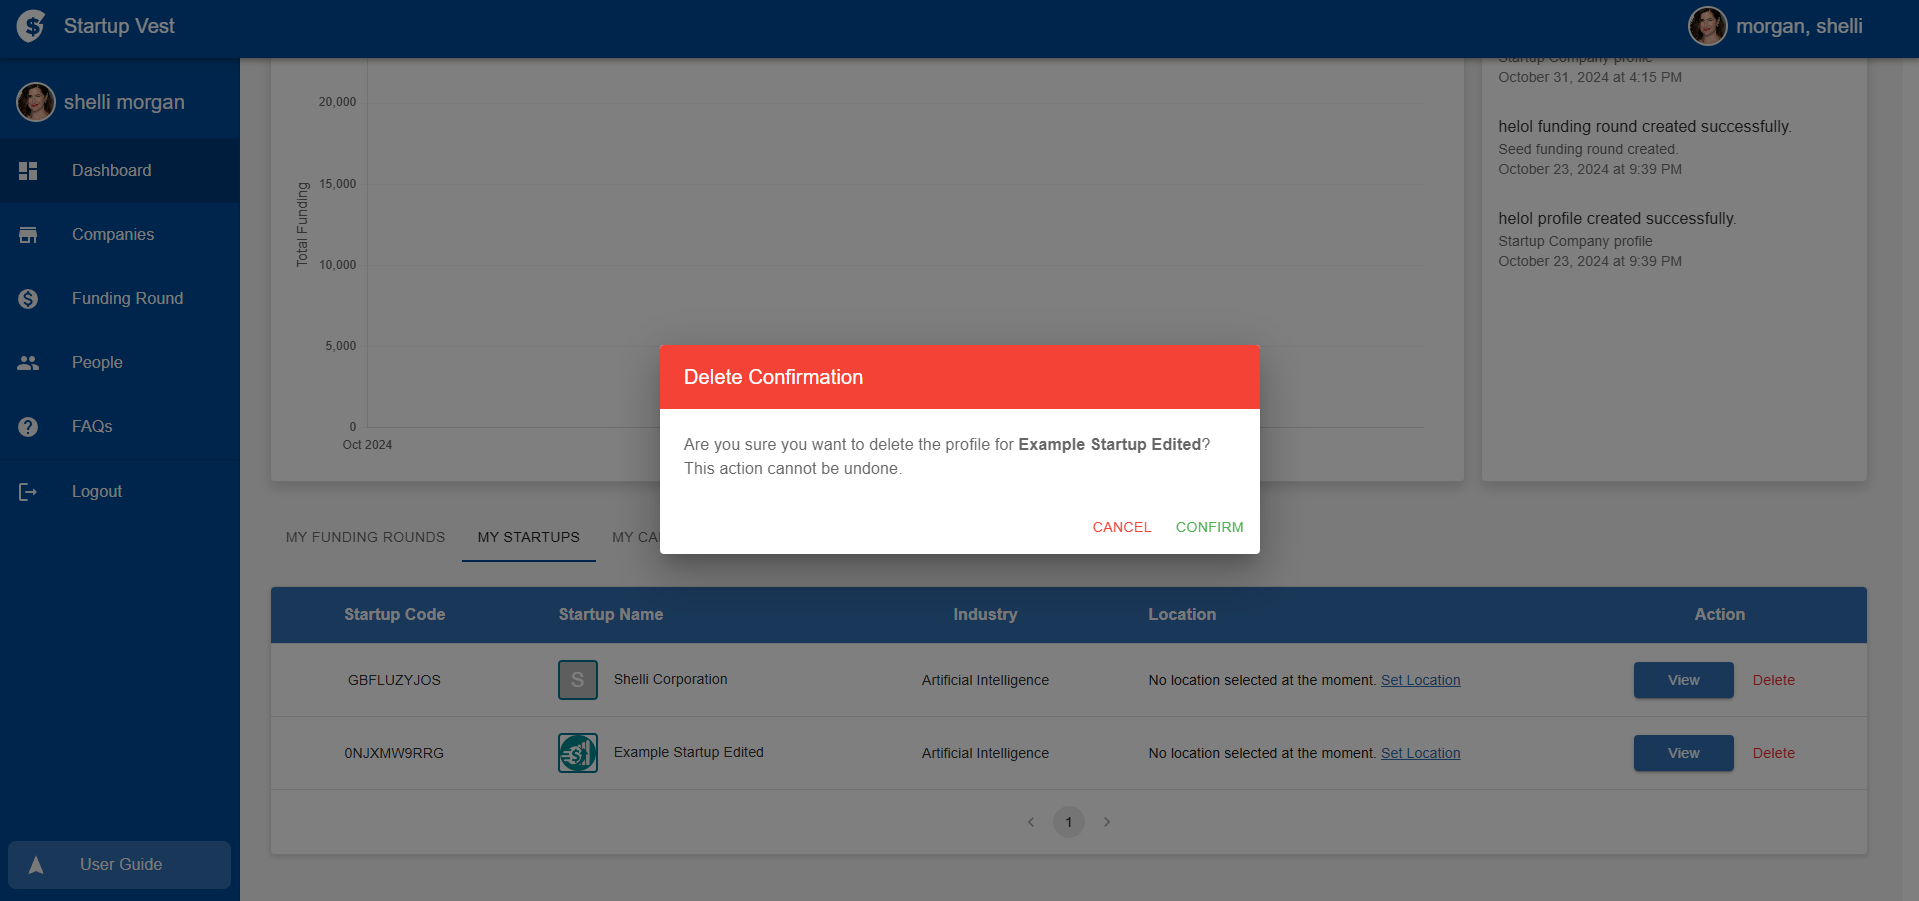 Startup Vest
morgan, shelli
shelli morgan
Dashboard
Companies
Funding Round
People
FAQs
Logout
User Guide
Total Funding
20,000
15,000
10,000
5,000
0
Oct 2024
Startup Company profile
October 31, 2024 at 4:15 PM
helol funding round created successfully.
Seed funding round created.
October 23, 2024 at 9:39 PM
helol profile created successfully.
Startup Company profile
October 23, 2024 at 9:39 PM
Delete Confirmation
Are you sure you want to delete the profile for Example Startup Edited?
This action cannot be undone.
CANCEL CONFIRM
MY FUNDING ROUNDS MY STARTUPS MY CA
Startup Code Startup Name Industry Location Action
GBFLUZYJOS S Shelli Corporation Artificial Intelligence No location selected at the moment. Set Location View Delete
0NJXMW9RRG Example Startup Edited Artificial Intelligence No location selected at the moment. Set Location View Delete
1